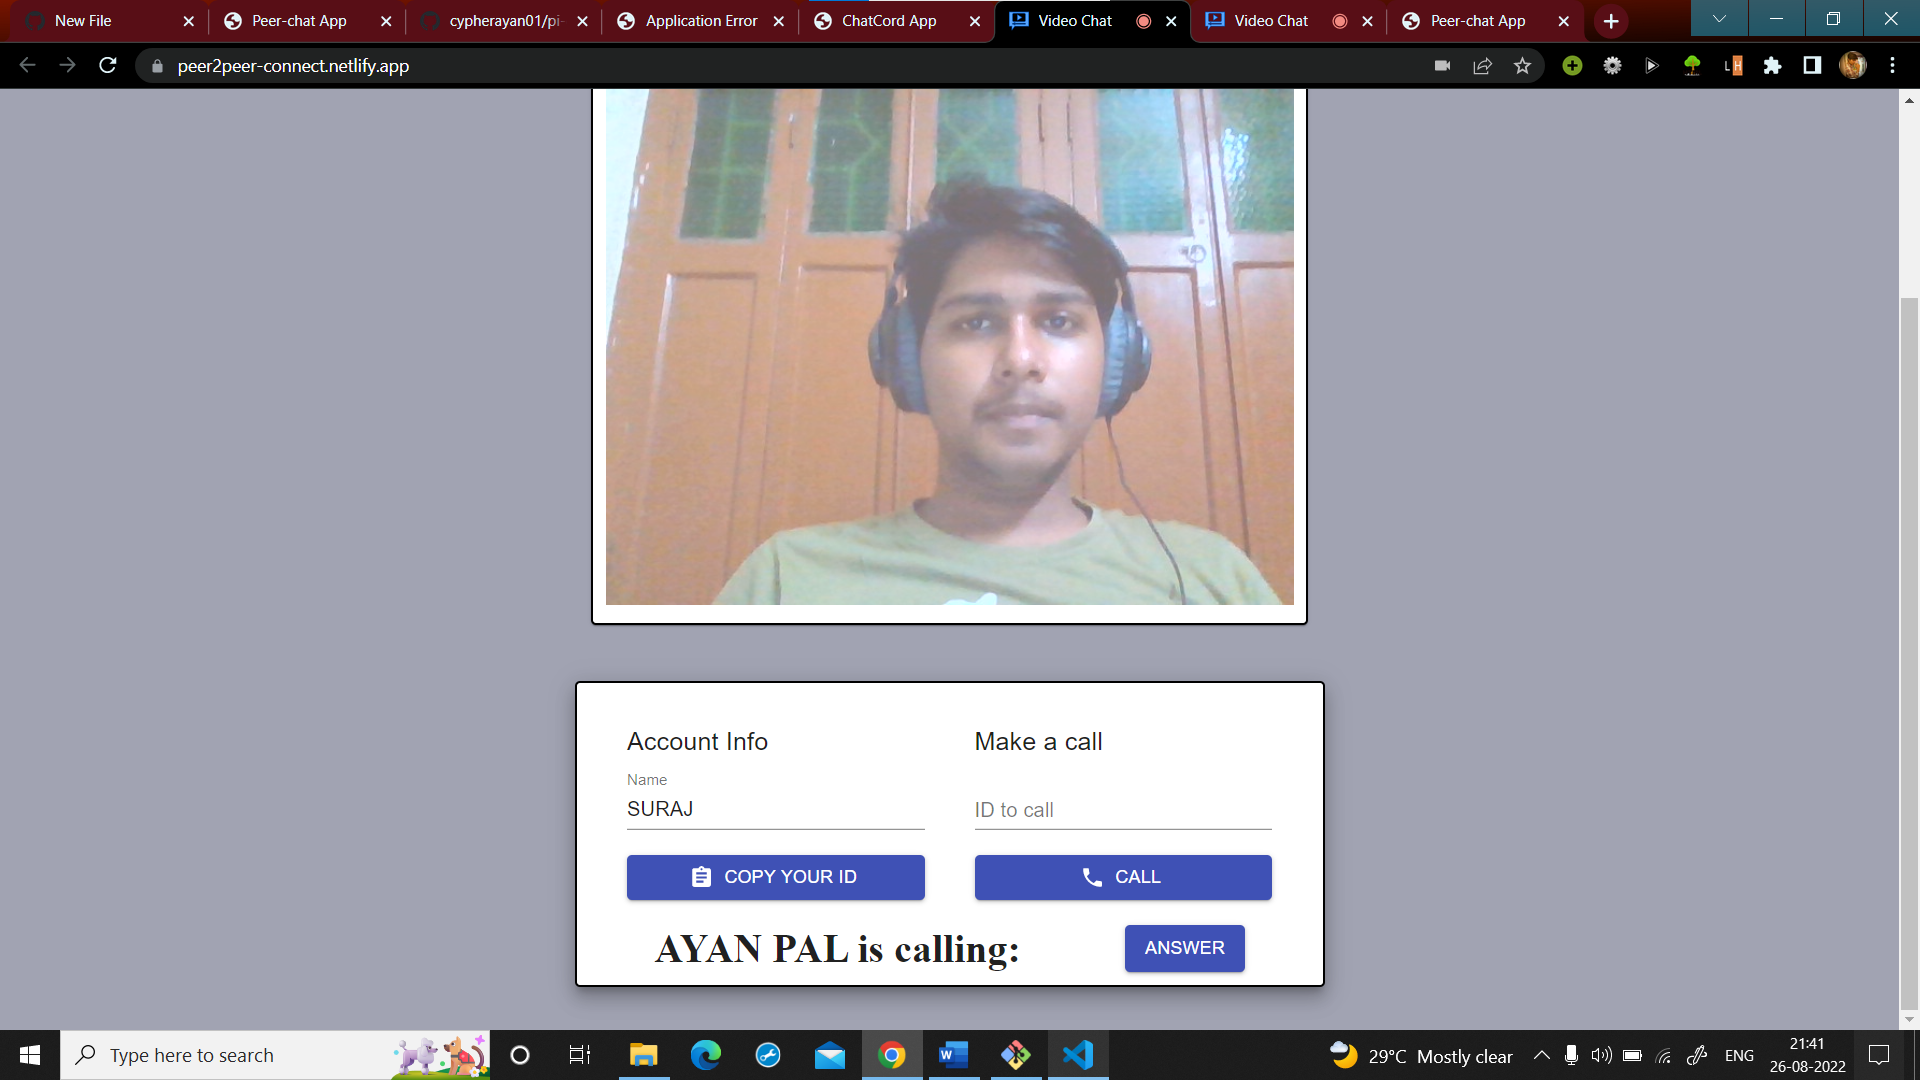 New File
Peer-chat App
cypherayan01/pi-
Application Error
ChatCord App
Video Chat
Video Chat
Peer-chat App
peer2peer-connect.netlify.app
Account Info
Make a call
Name
SURAJ
ID to call
COPY YOUR ID
CALL
AYAN PAL is calling:
ANSWER
Type here to search
29°C Mostly clear
ENG
21:41
26-08-2022